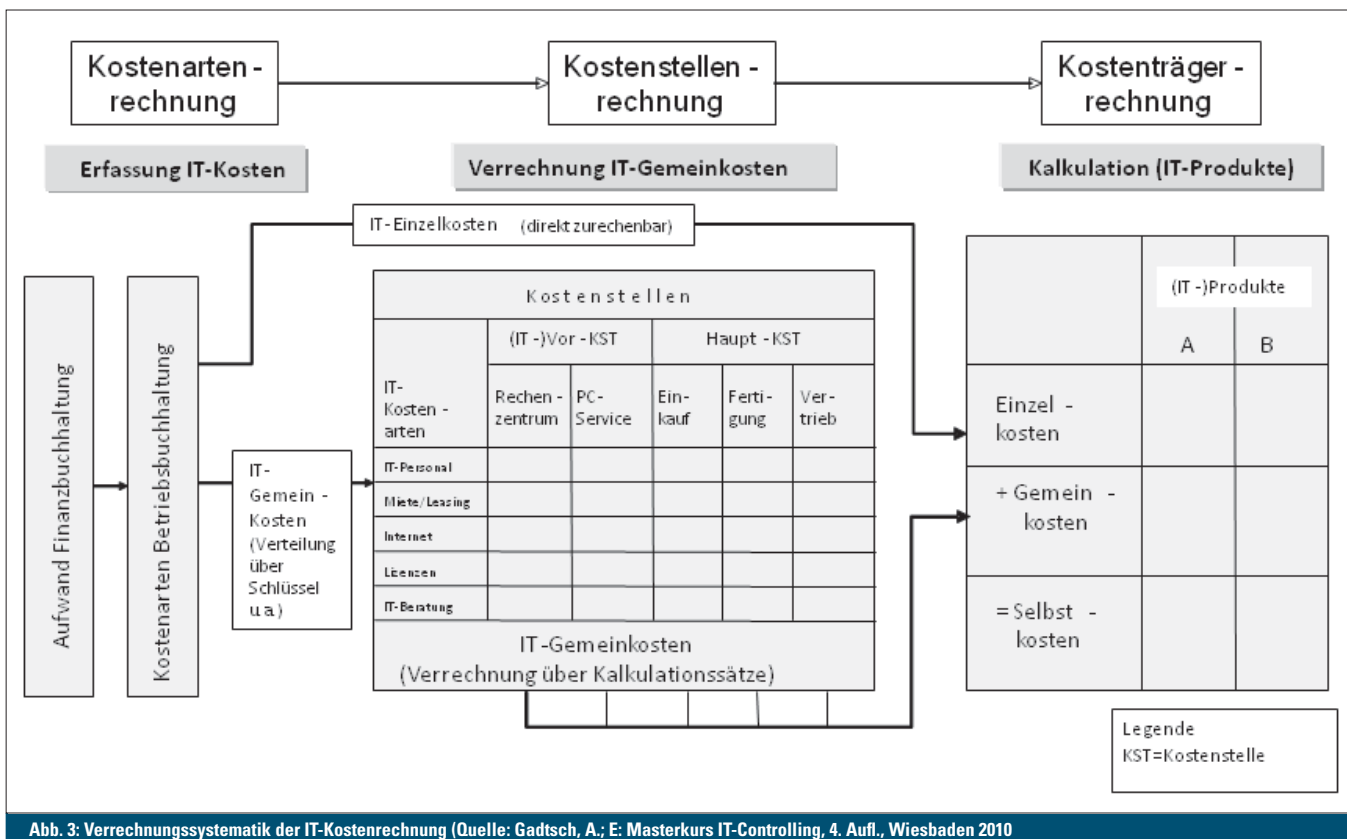 Kostenarten -
rechnung
Kostenstellen -
rechnung
Kostenträger -
rechnung
Erfassung IT-Kosten
Verrechnung IT-Gemeinkosten
Kalkulation (IT-Produkte)
IT-Einzelkosten (direkt zurechenbar)
Aufwand Finanzbuchhaltung
Kostenarten Betriebsbuchhaltung
IT-
Gemein -
Kosten
(Verteilung
über
Schlüssel
u.a.)
Kostenstellen
(IT -)Vor -KST
Haupt -KST
IT-
Kosten -
arten
Rechen -
zentrum
PC-
Service
Ein-
kauf
Ferti-
gung
Ver-
trieb
IT-Personal
Miete/Leasing
Internet
Lizenzen
IT-Beratung
IT -Gemeinkosten
(Verrechnung über Kalkulationssätze)
(IT -)Produkte
A B
Einzel -
kosten
+ Gemein -
kosten
= Selbst -
kosten
Legende
KST=Kostenstelle
Abb. 3: Verrechnungssystematik der IT-Kostenrechnung (Quelle: Gadtsch, A.; E: Masterkurs IT-Controlling, 4. Aufl., Wiesbaden 2010